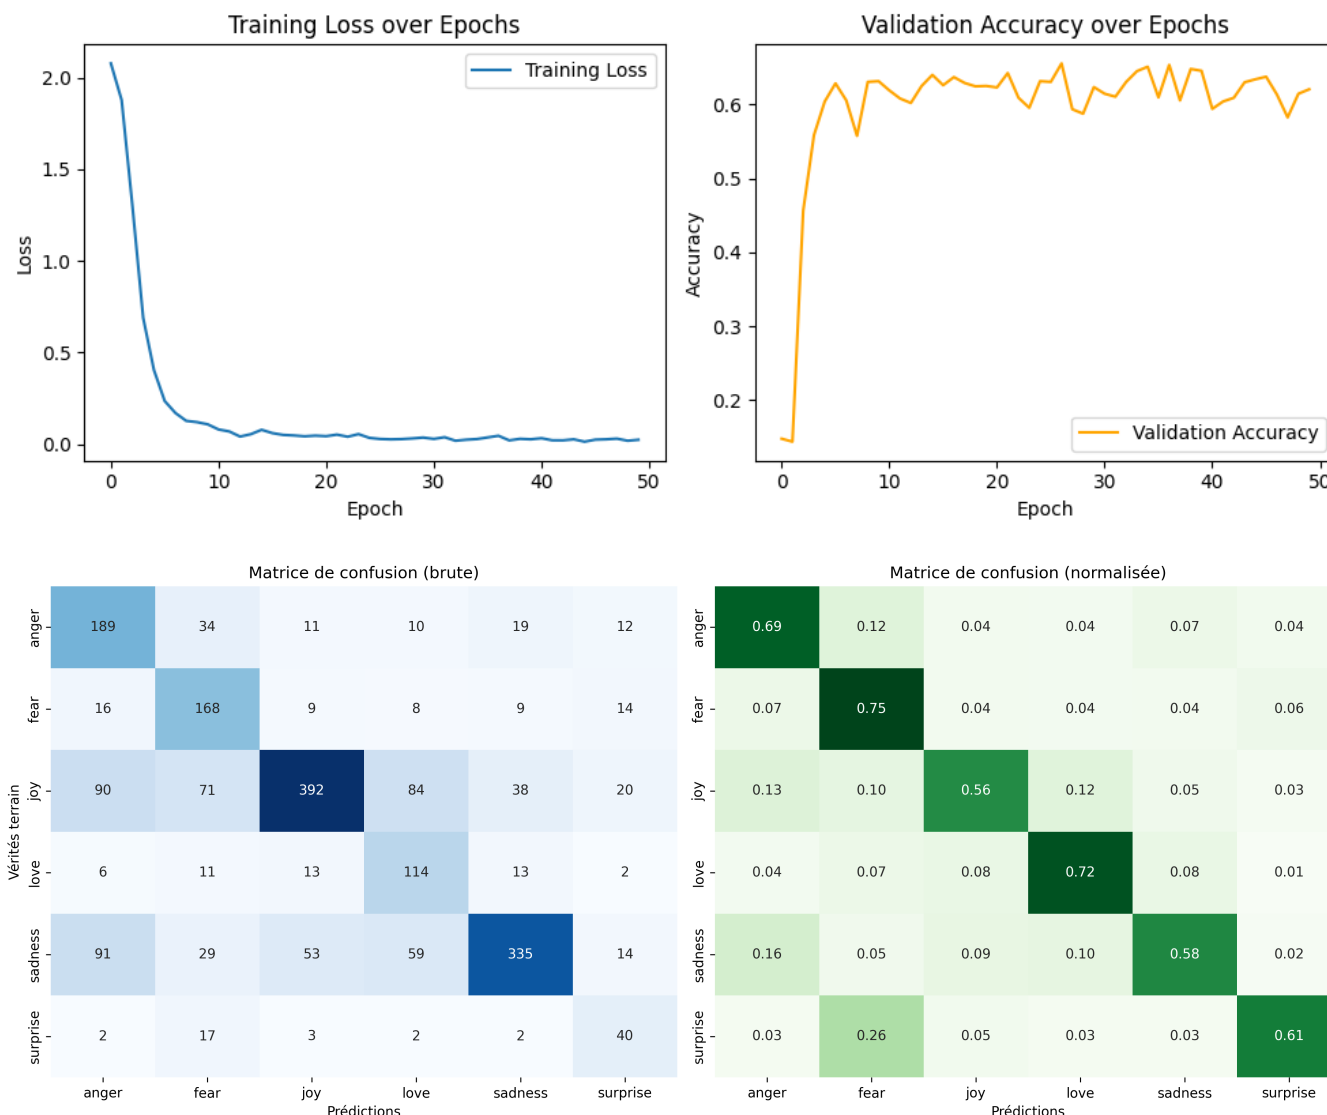 Training Loss over Epochs
Training Loss
2.0
1.5
1.0
0.5
0.0
Loss
0 10 20 30 40 50
Epoch
Validation Accuracy over Epochs
0.6
0.5
0.4
0.3
0.2
Accuracy
Validation Accuracy
0 10 20 30 40 50
Epoch
Matrice de confusion (brute)
Vérités terrain
anger 189 34 11 10 19 12
fear 16 168 9 8 9 14
joy 90 71 392 84 38 20
love 6 11 13 114 13 2
sadness 91 29 53 59 335 14
surprise 2 17 3 2 2 40
anger fear joy love sadness surprise
Prédictions
Matrice de confusion (normalisée)
anger 0.69 0.12 0.04 0.04 0.07 0.04
fear 0.07 0.75 0.04 0.04 0.04 0.06
joy 0.13 0.10 0.56 0.12 0.05 0.03
love 0.04 0.07 0.08 0.72 0.08 0.01
sadness 0.16 0.05 0.09 0.10 0.58 0.02
surprise 0.03 0.26 0.05 0.03 0.03 0.61
anger fear joy love sadness surprise
Prédictions